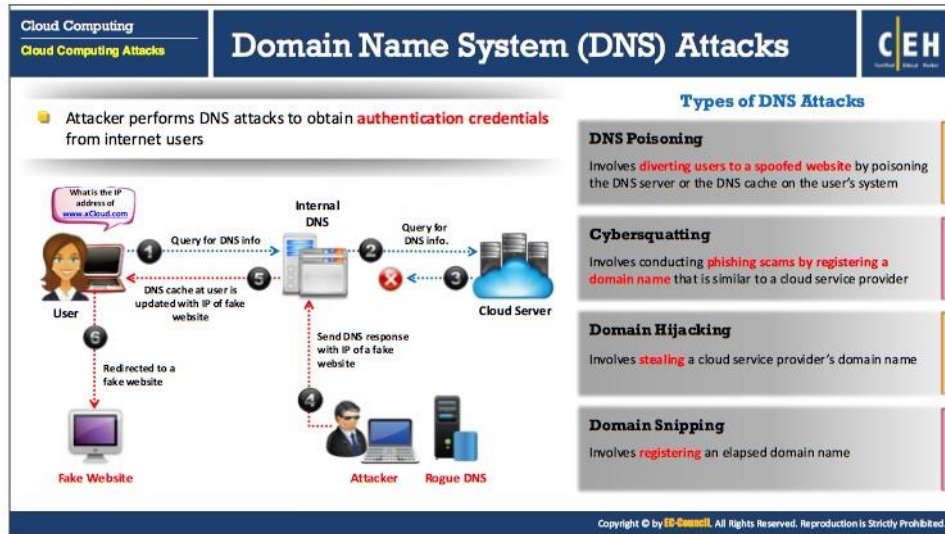 Cloud Computing
Cloud Computing Attacks
Domain Name System (DNS) Attacks
CEH
Attacker performs DNS attacks to obtain authentication credentials
from internet users
What is the IP
address of
www.xCloud.com
User
1
Query for DNS info
Internal
DNS
2
Query for
DNS info.
3
Cloud Server
5
DNS cache at user is
updated with IP of fake
website
6
Redirected to a
fake website
Fake Website
Send DNS response
with IP of a fake
website
4
Attacker
Rogue DNS
Types of DNS Attacks
DNS Poisoning
Involves diverting users to a spoofed website by poisoning
the DNS server or the DNS cache on the user's system
Cybersquatting
Involves conducting phishing scams by registering a
domain name that is similar to a cloud service provider
Domain Hijacking
Involves stealing a cloud service provider's domain name
Domain Snipping
Involves registering an elapsed domain name
Copyright © by EC-Council. All Rights Reserved. Reproduction is Strictly Prohibited.